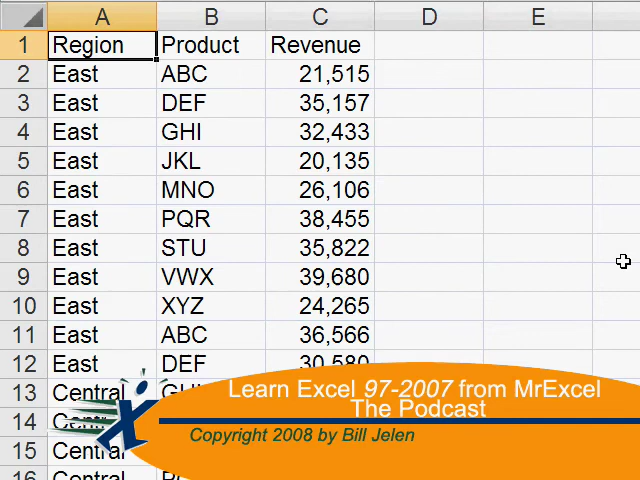 A B C D E
1 Region Product Revenue
2 East ABC 21,515
3 East DEF 35,157
4 East GHI 32,433
5 East JKL 20,135
6 East MNO 26,106
7 East PQR 38,455
8 East STU 35,822
9 East VWX 39,680
10 East XYZ 24,265
11 East ABC 36,566
12 East DEF 30,580
13 Central
14 Central
15 Central
16 Central
Learn Excel 97-2007 from MrExcel
The Podcast
Copyright 2008 by Bill Jelen